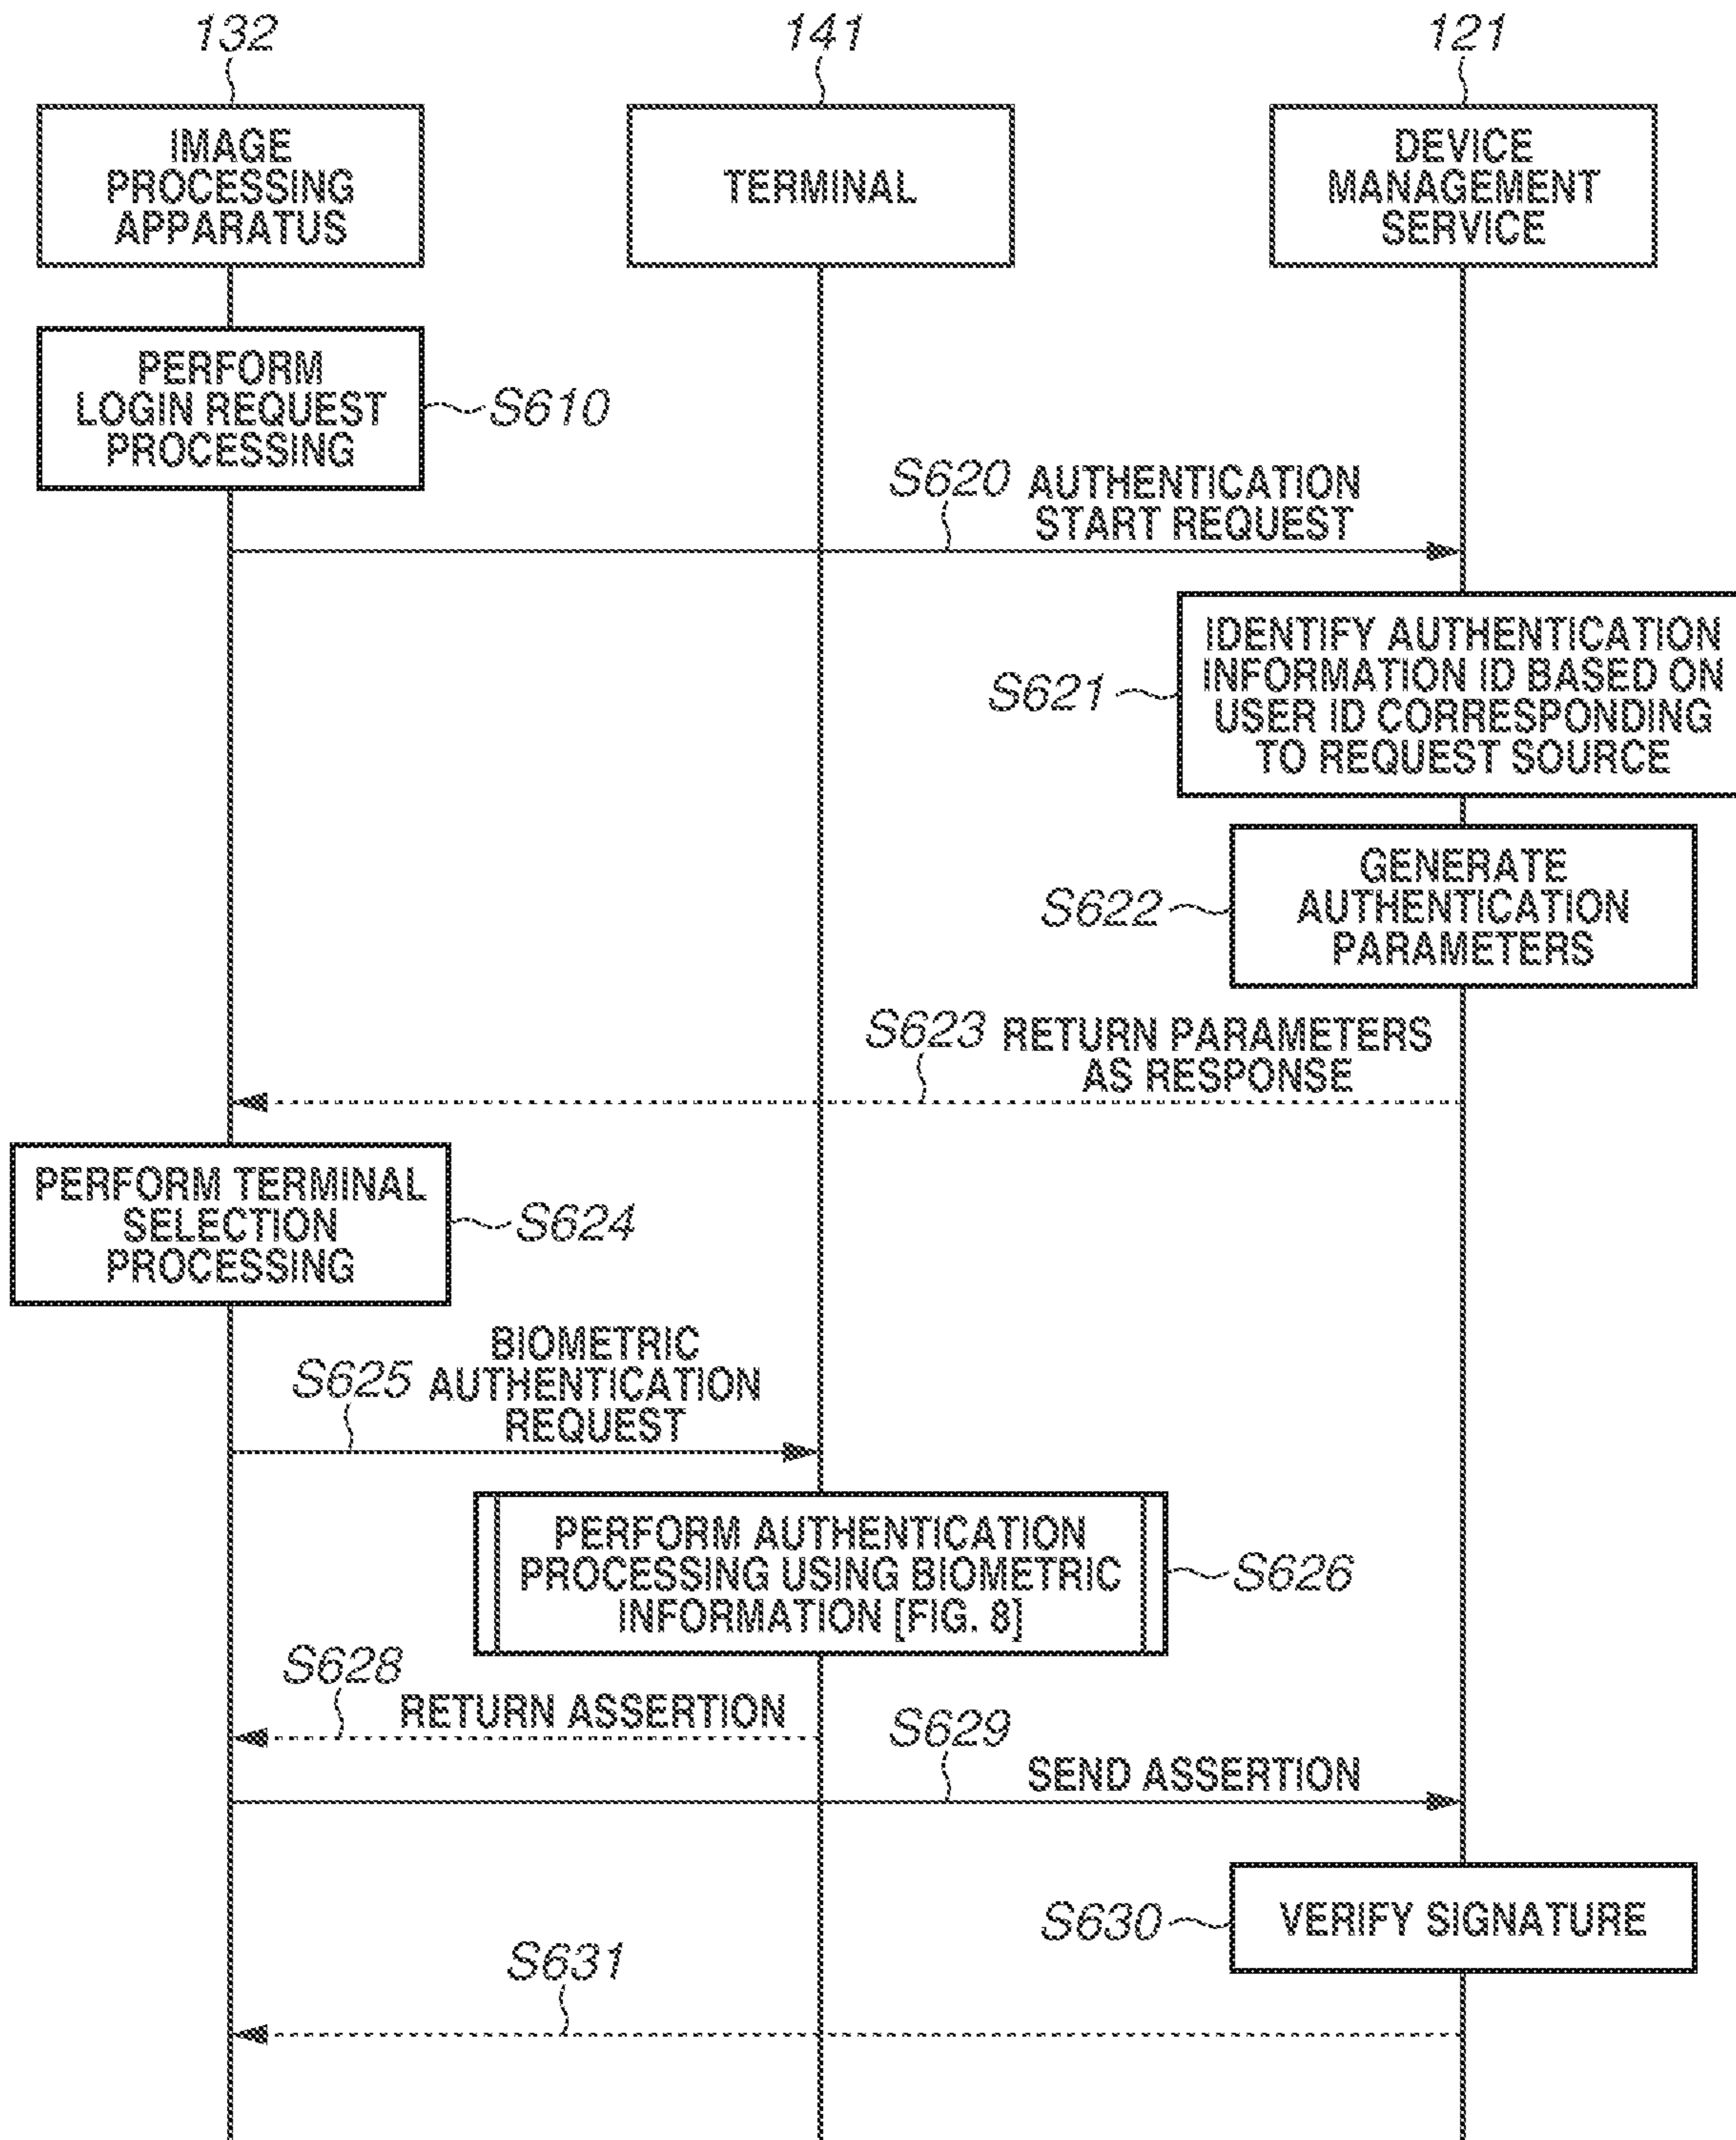 132
141
121
IMAGE
PROCESSING
APPARATUS
TERMINAL
DEVICE
MANAGEMENT
SERVICE
PERFORM
LOGIN REQUEST
PROCESSING
S610
S620
AUTHENTICATION
START REQUEST
IDENTIFY AUTHENTICATION
INFORMATION ID BASED ON
USER ID CORRESPONDING
TO REQUEST SOURCE
S621
GENERATE
AUTHENTICATION
PARAMETERS
S622
S623
RETURN PARAMETERS
AS RESPONSE
PERFORM TERMINAL
SELECTION
PROCESSING
S624
S625
BIOMETRIC
AUTHENTICATION
REQUEST
PERFORM AUTHENTICATION
PROCESSING USING BIOMETRIC
INFORMATION [FIG. 8]
S626
S628
RETURN ASSERTION
S629
SEND ASSERTION
S630
VERIFY SIGNATURE
S631